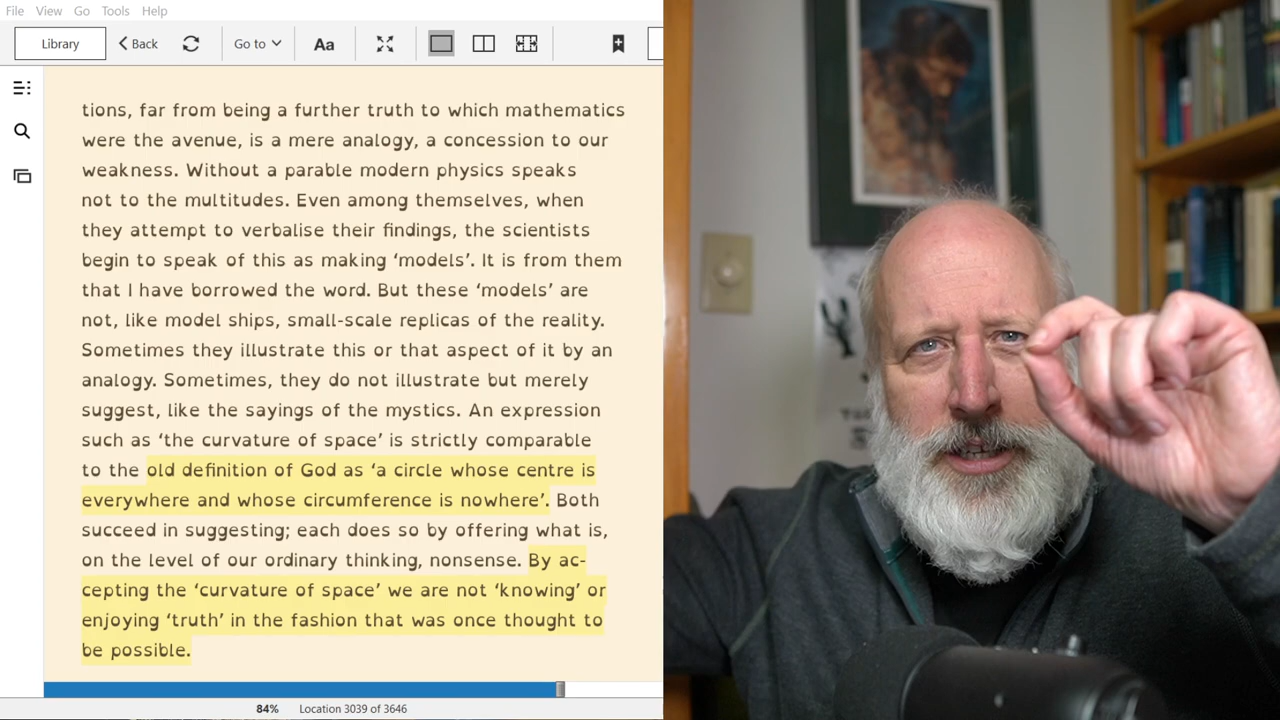 File View Go Tools Help
Library Back Go to Aa
tions, far from being a further truth to which mathematics
were the avenue, is a mere analogy, a concession to our
weakness. Without a parable modern physics speaks
not to the multitudes. Even among themselves, when
they attempt to verbalise their findings, the scientists
begin to speak of this as making ‘models’. It is from them
that I have borrowed the word. But these ‘models’ are
not, like model ships, small-scale replicas of the reality.
Sometimes they illustrate this or that aspect of it by an
analogy. Sometimes, they do not illustrate but merely
suggest, like the sayings of the mystics. An expression
such as ‘the curvature of space’ is strictly comparable
to the old definition of God as ‘a circle whose centre is
everywhere and whose circumference is nowhere’. Both
succeed in suggesting; each does so by offering what is,
on the level of our ordinary thinking, nonsense. By ac-
cepting the ‘curvature of space’ we are not ‘knowing’ or
enjoying ‘truth’ in the fashion that was once thought to
be possible.
84% Location 3039 of 3646